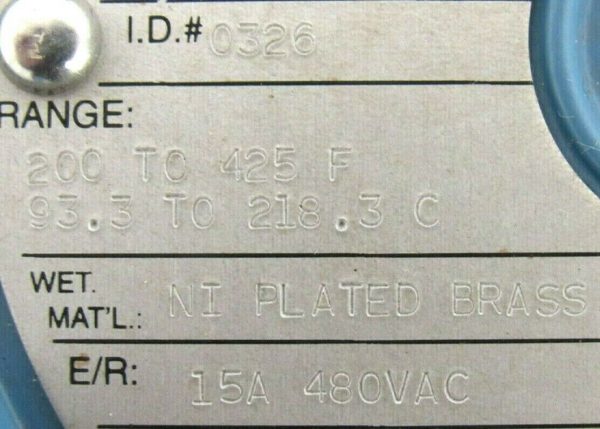 I.D.# 0326
RANGE:
200 TO 425 F
93.3 TO 218.3 C
WET. MAT'L.: NI PLATED BRASS
E/R: 15A 480VAC